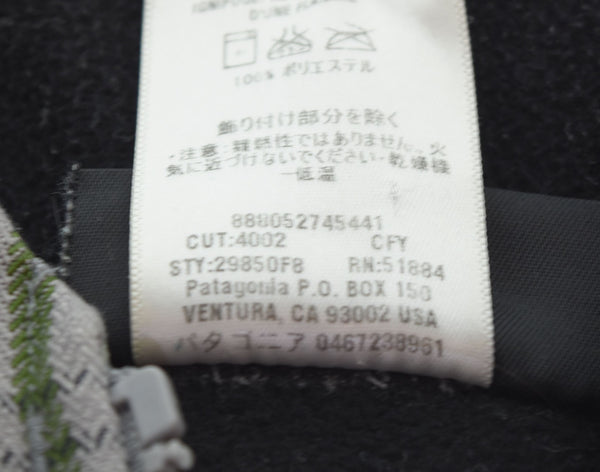 D'UNE FLAMME
100% ポリエステル
飾り付け部分を除く
・注意:難燃性ではありません。火
気に近づけないでください・乾燥機
－低温
888052745441
CUT:4002 CFY
STY:29850F8 RN:51884
Patagonia P.O. BOX 150
VENTURA, CA 93002 USA
パタゴニア 0467238961